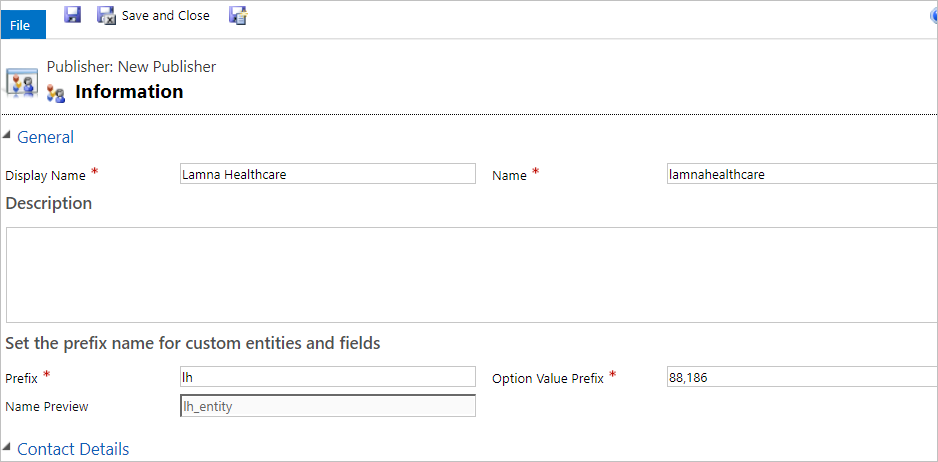 File
Save and Close
Publisher: New Publisher
Information
General
Display Name * Lamna Healthcare Name * lamnahealthcare
Description
Set the prefix name for custom entities and fields
Prefix * lh Option Value Prefix * 88,186
Name Preview lh_entity
Contact Details